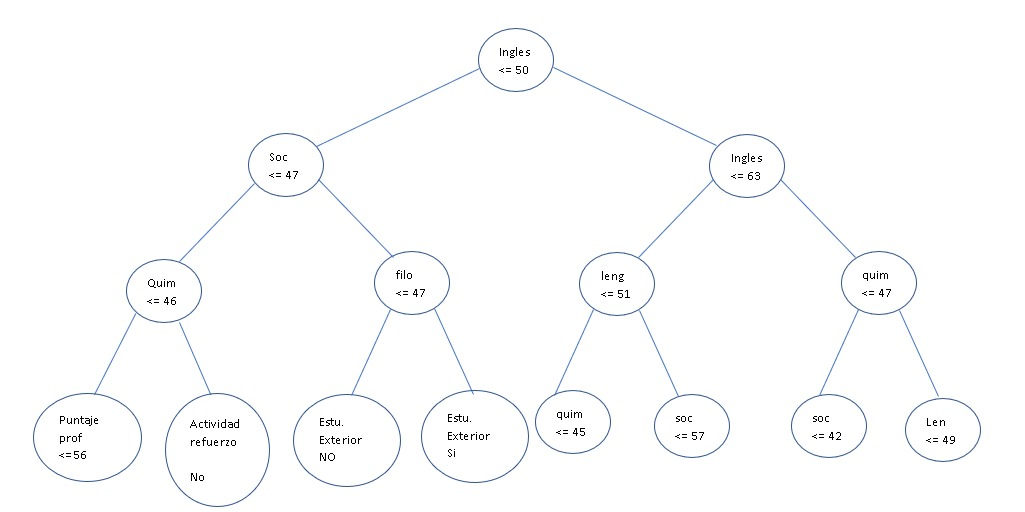 Ingles
<= 50
Soc
<= 47
Ingles
<= 63
Quim
<= 46
filo
<= 47
leng
<= 51
quim
<= 47
Puntaje
prof
<=56
Actividad
refuerzo
No
Estu.
Exterior
NO
Estu.
Exterior
Si
quim
<= 45
soc
<= 57
soc
<= 42
Len
<= 49